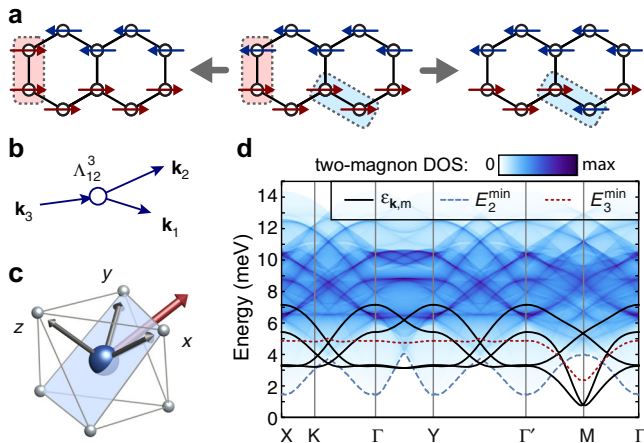 a
b
Λ₁₂³
k₂
k₃
k₁
c
y
z
x
d
two-magnon DOS: 0 max
εk,m E₂ᵐⁱⁿ E₃ᵐⁱⁿ
Energy (meV)
14
12
10
8
6
4
2
0
X K Γ Y Γ′ M Γ